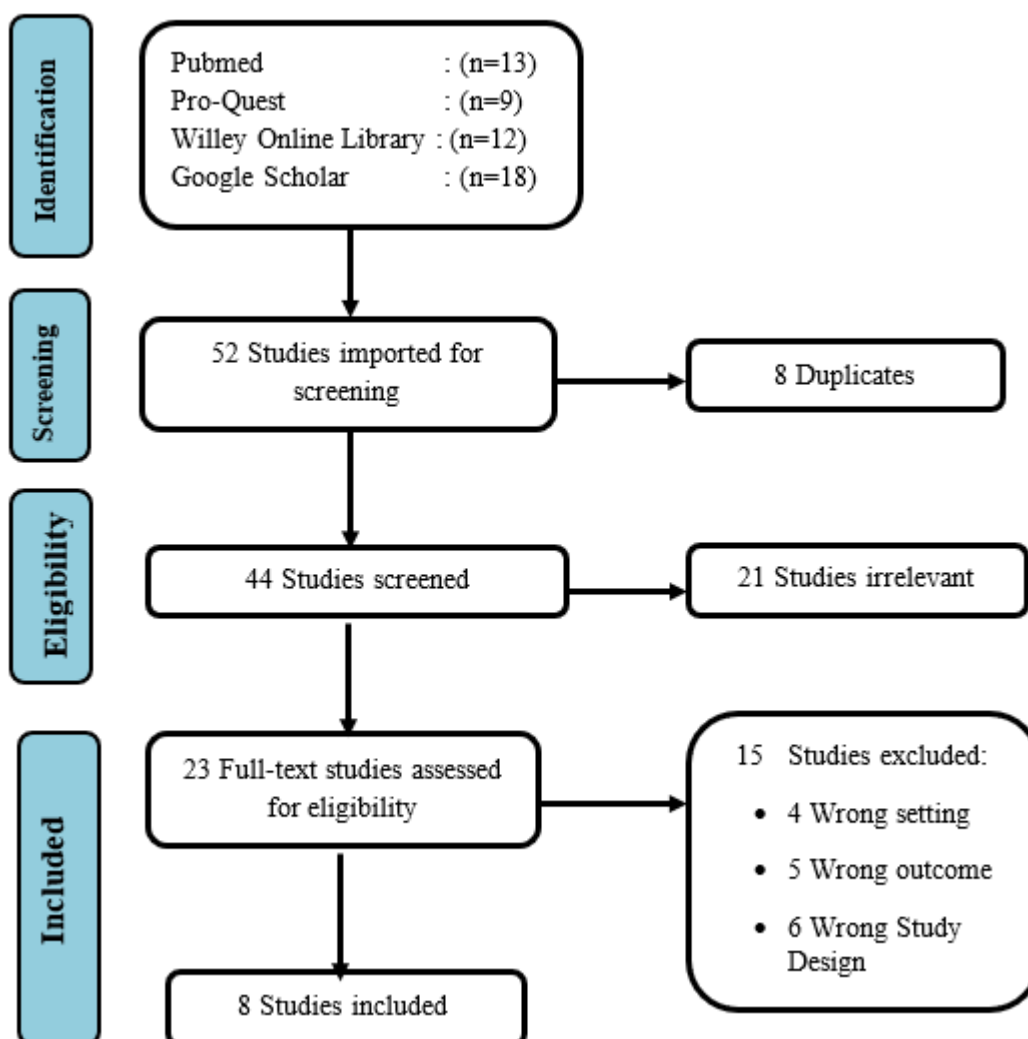 Identification
Pubmed : (n=13)
Pro-Quest : (n=9)
Willey Online Library : (n=12)
Google Scholar : (n=18)
Screening
52 Studies imported for
screening
8 Duplicates
Eligibility
44 Studies screened
21 Studies irrelevant
Included
23 Full-text studies assessed
for eligibility
15 Studies excluded:
• 4 Wrong setting
• 5 Wrong outcome
• 6 Wrong Study
Design
8 Studies included